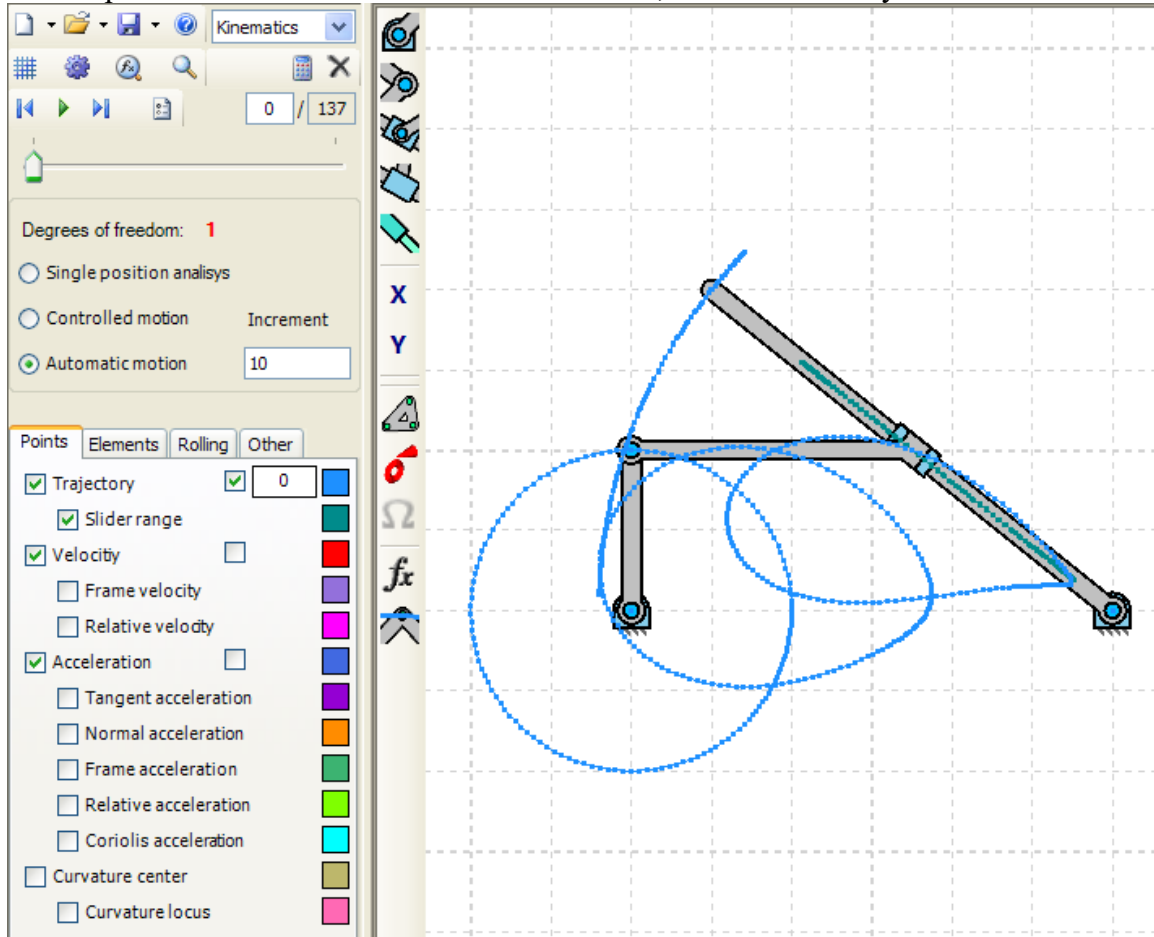 Kinematics
0 / 137
Degrees of freedom: 1
Single position analisys
Controlled motion Increment
Automatic motion 10
Points Elements Rolling Other
Trajectory 0
Slider range
Velocitiy
Frame velocity
Relative velocity
Acceleration
Tangent acceleration
Normal acceleration
Frame acceleration
Relative acceleration
Coriolis acceleration
Curvature center
Curvature locus
X
Y
Ω
fx